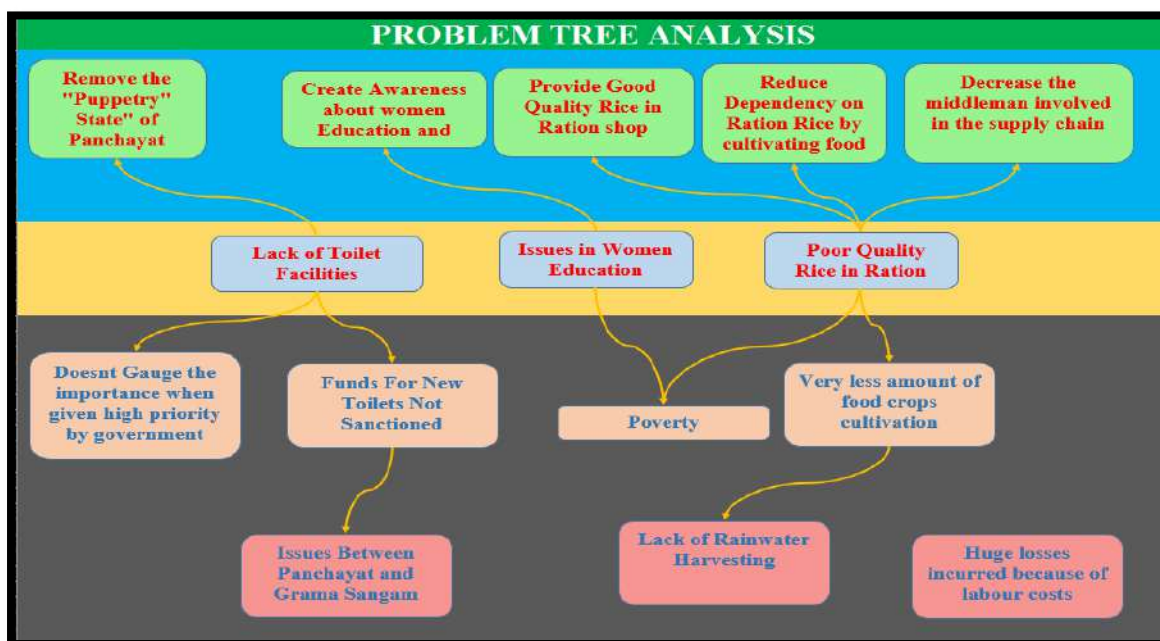 PROBLEM TREE ANALYSIS
Remove the
"Puppetry"
State" of
Panchayat
Create Awareness
about women
Education and
Provide Good
Quality Rice in
Ration shop
Reduce
Dependency on
Ration Rice by
cultivating food
Decrease the
middleman involved
in the supply chain
Lack of Toilet
Facilities
Issues in Women
Education
Poor Quality
Rice in Ration
Doesnt Gauge the
importance when
given high priority
by government
Funds For New
Toilets Not
Sanctioned
Poverty
Very less amount of
food crops
cultivation
Issues Between
Panchayat and
Grama Sangam
Lack of Rainwater
Harvesting
Huge losses
incurred because of
labour costs